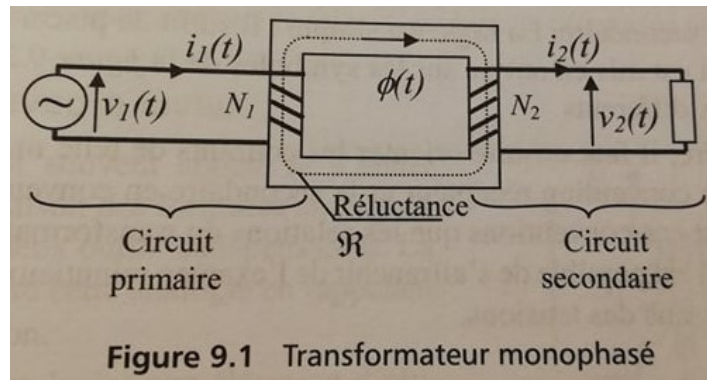 i₁(t)
i₂(t)
v₁(t)
N₁
ϕ(t)
N₂
v₂(t)
Réluctance
ℜ
Circuit
primaire
Circuit
secondaire
Figure 9.1 Transformateur monophasé